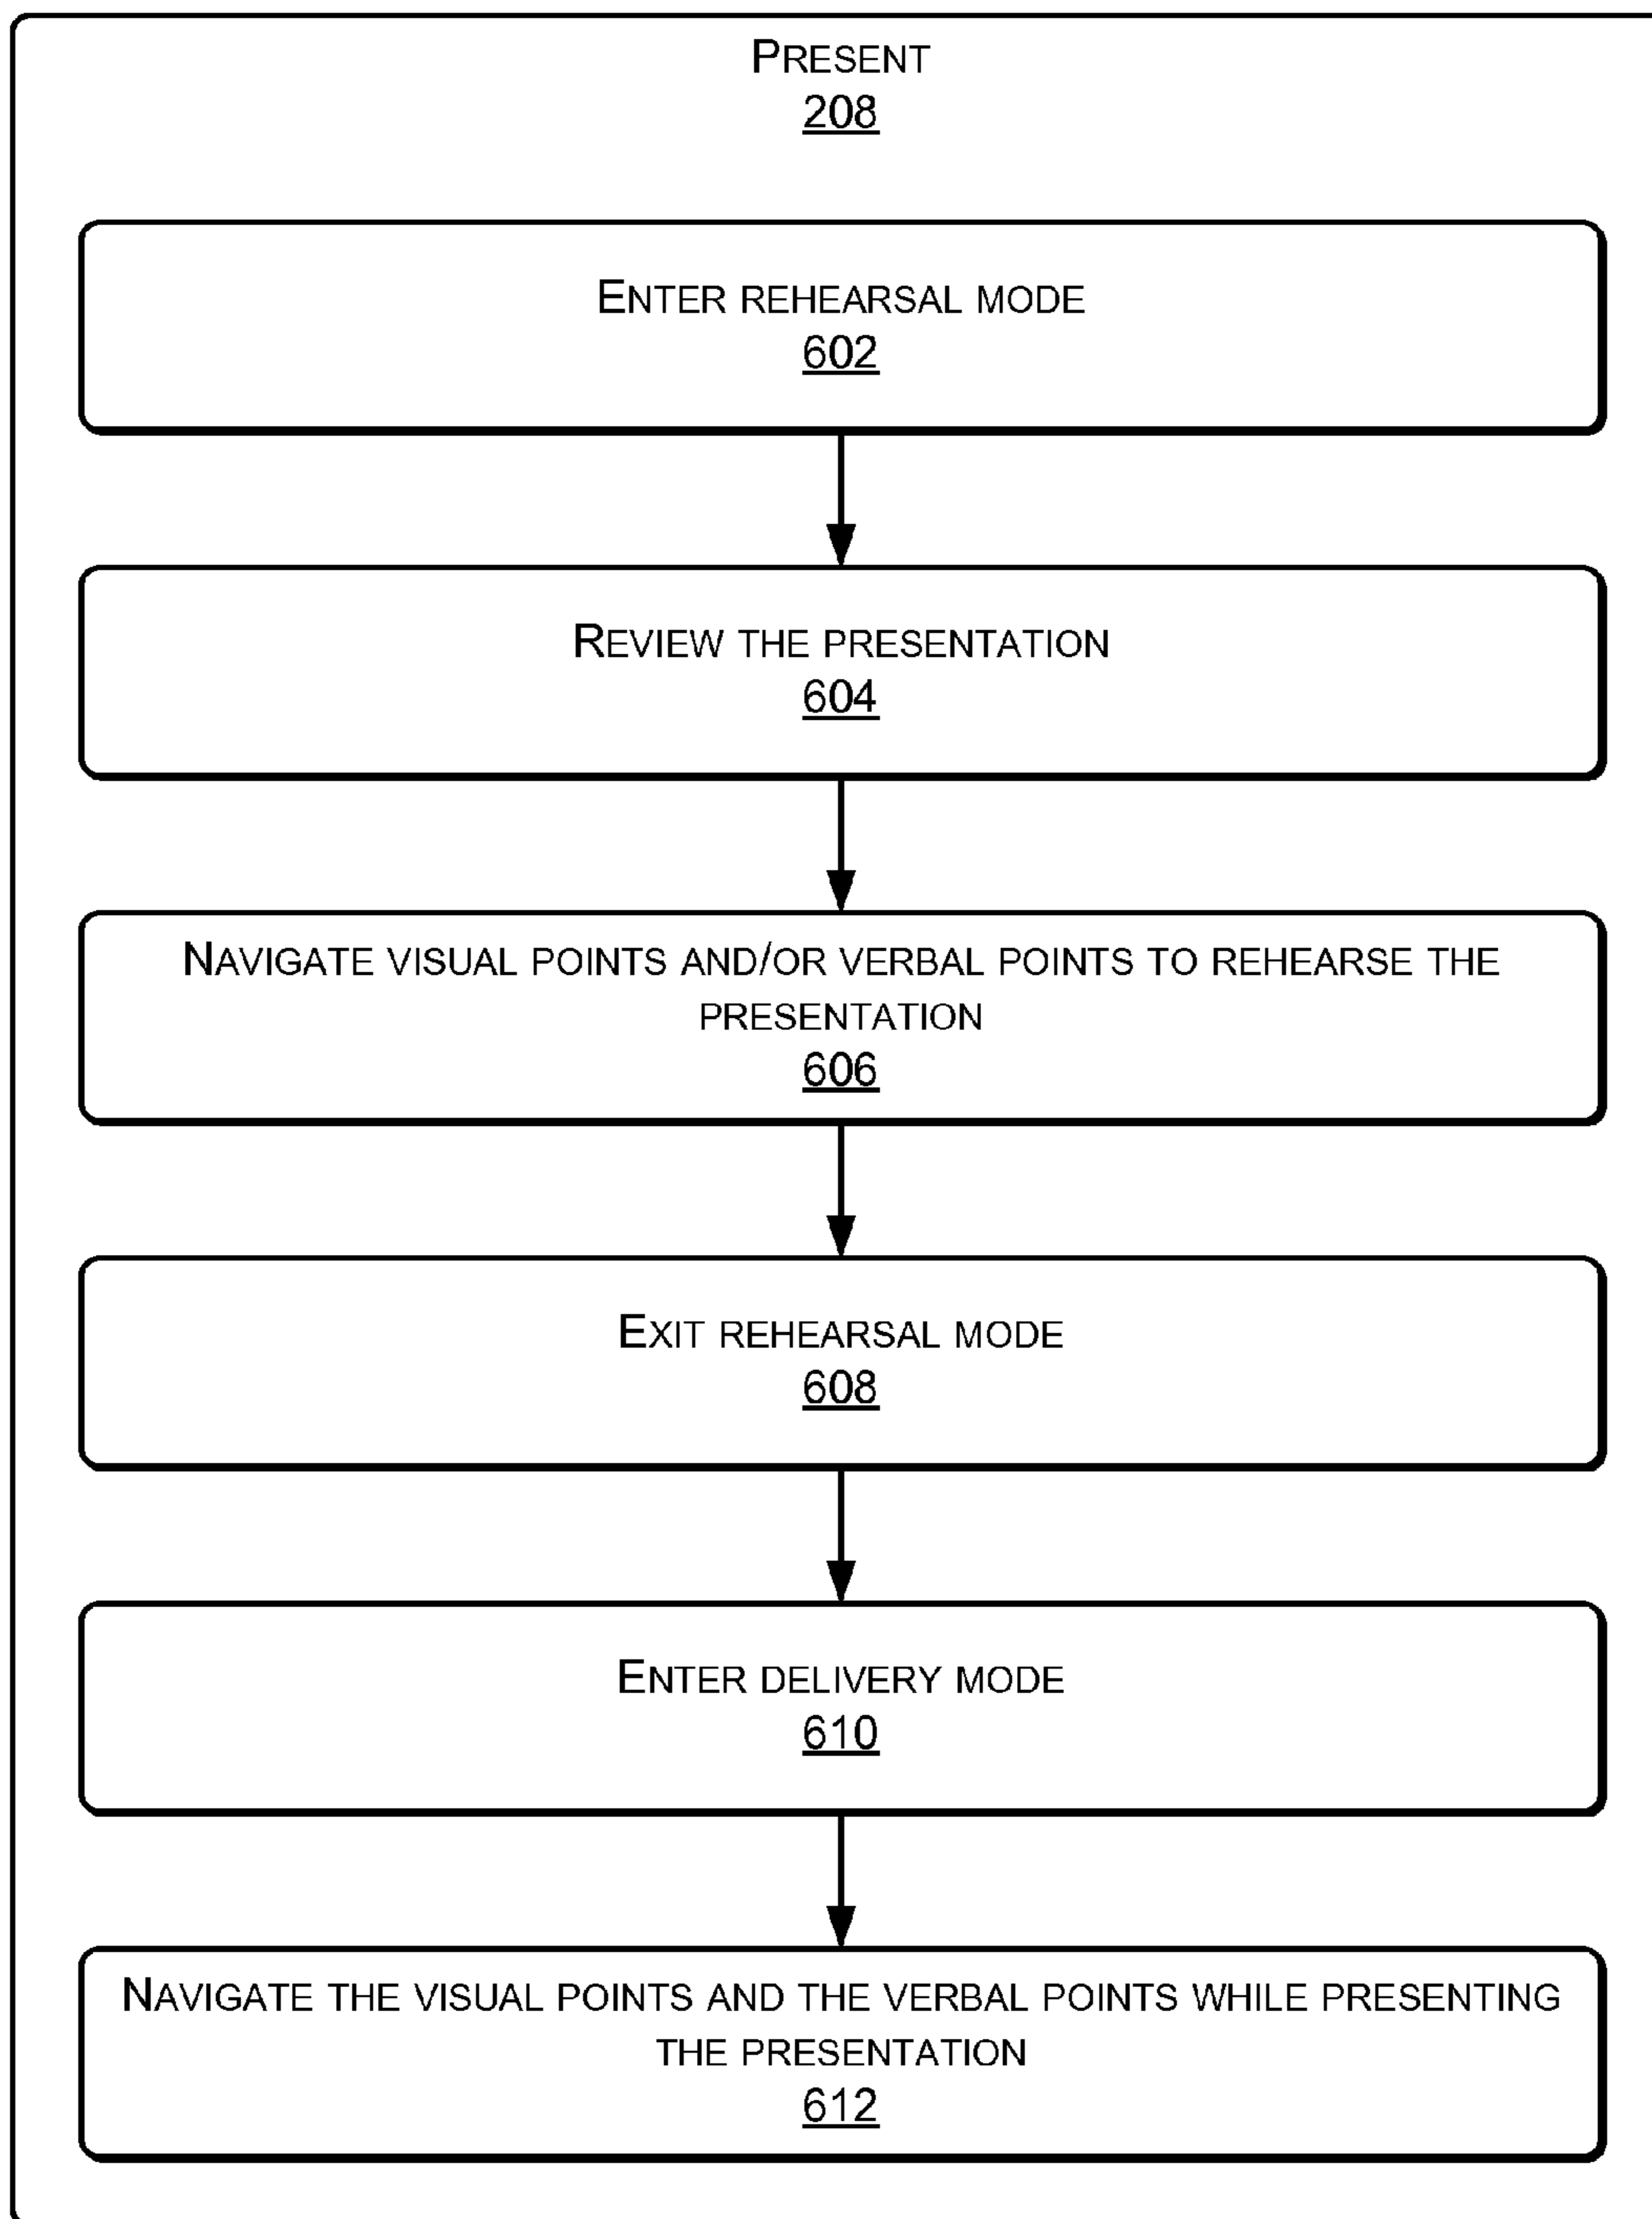 PRESENT
208
ENTER REHEARSAL MODE
602
REVIEW THE PRESENTATION
604
NAVIGATE VISUAL POINTS AND/OR VERBAL POINTS TO REHEARSE THE
PRESENTATION
606
EXIT REHEARSAL MODE
608
ENTER DELIVERY MODE
610
NAVIGATE THE VISUAL POINTS AND THE VERBAL POINTS WHILE PRESENTING
THE PRESENTATION
612